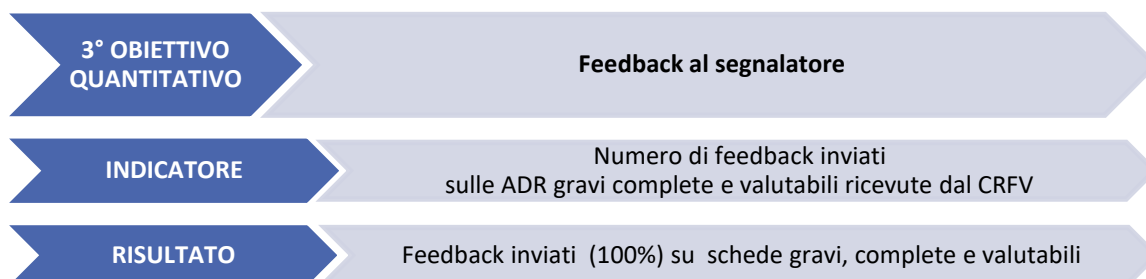 3° OBIETTIVO
QUANTITATIVO
Feedback al segnalatore
INDICATORE
Numero di feedback inviati
sulle ADR gravi complete e valutabili ricevute dal CRFV
RISULTATO
Feedback inviati (100%) su schede gravi, complete e valutabili